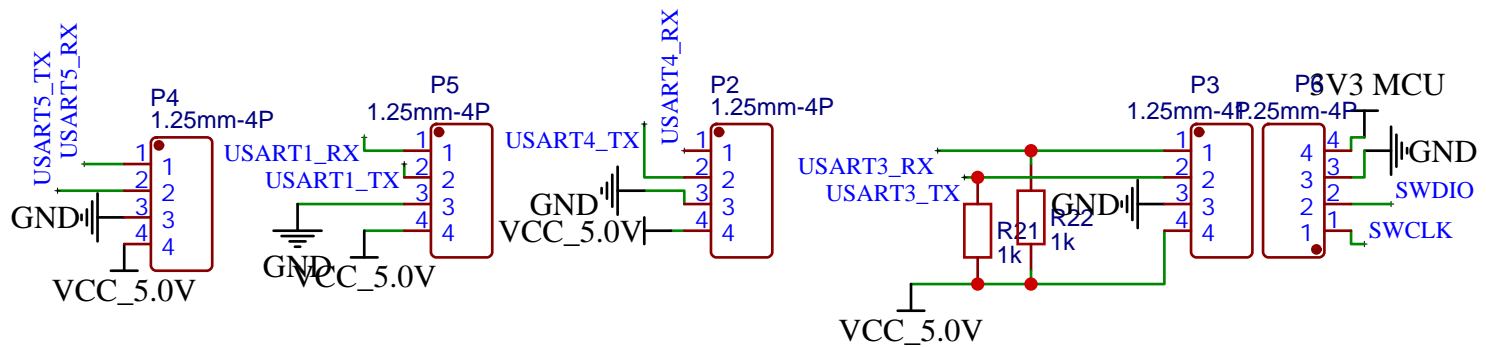 USART5_TX
USART5_RX
P4
1.25mm-4P
1
2
3
4
1
2
3
4
GND
VCC_5.0V
P5
1.25mm-4P
USART1_RX
USART1_TX
1
2
3
4
1
2
3
4
GND
VCC_5.0V
USART4_RX
P2
1.25mm-4P
USART4_TX
1
2
3
4
1
2
3
4
GND
VCC_5.0V
P3
1.25mm-4P
USART3_RX
USART3_TX
1
2
3
4
1
2
3
4
GND
R21
1k
R22
1k
VCC_5.0V
P6
1.25mm-4P
3V3 MCU
4
3
2
1
4
3
2
1
GND
SWDIO
SWCLK